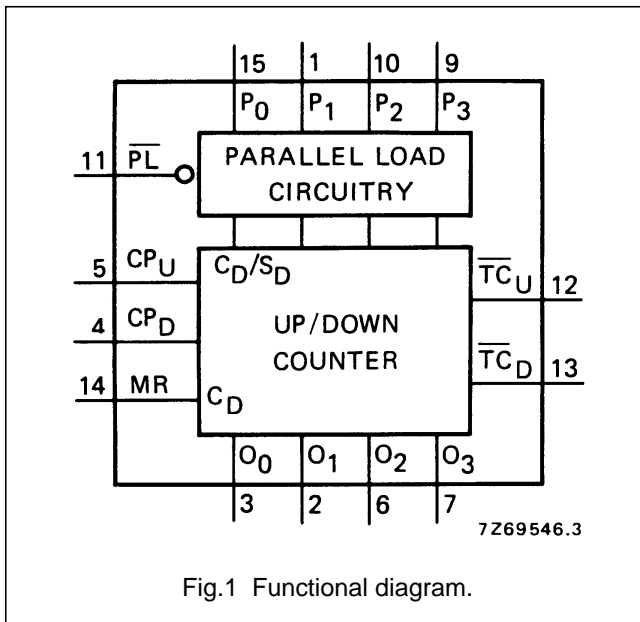 15 1 10 9
P0 P1 P2 P3
11 PL
PARALLEL LOAD
CIRCUITRY
5 CPU
CD/SD
TCU 12
4 CPD
UP/DOWN
COUNTER
TCD 13
14 MR
CD
O0 O1 O2 O3
3 2 6 7
7Z69546.3
Fig.1 Functional diagram.